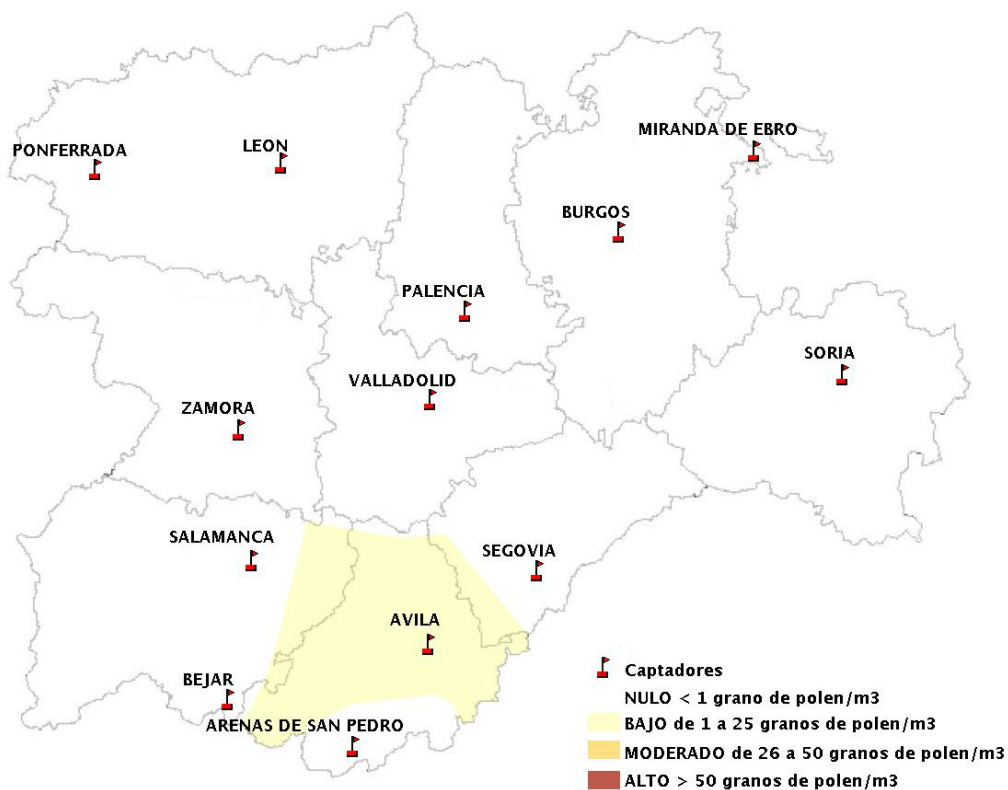 MIRANDA DE EBRO
PONFERRADA
LEON
BURGOS
PALENCIA
SORIA
VALLADOLID
ZAMORA
SALAMANCA
SEGOVIA
AVILA
BEJAR
ARENAS DE SAN PEDRO
Captadores
NULO < 1 grano de polen/m3
BAJO de 1 a 25 granos de polen/m3
MODERADO de 26 a 50 granos de polen/m3
ALTO > 50 granos de polen/m3